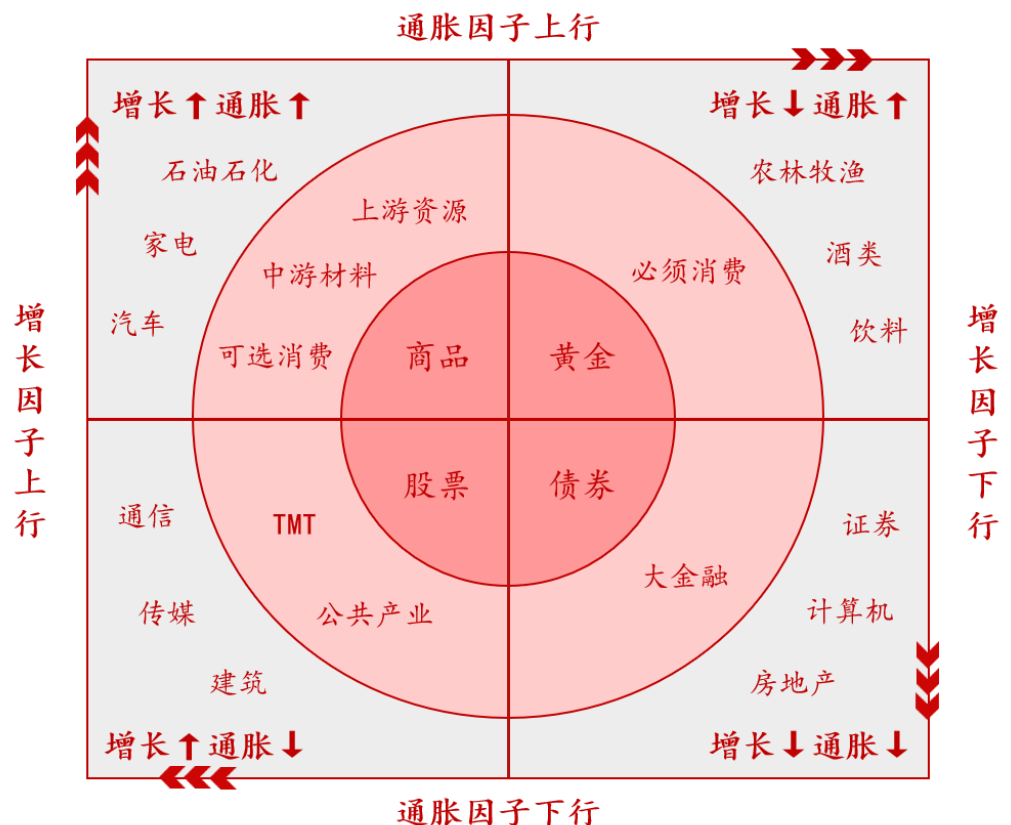 通胀因子上行
增长↑通胀↑
增长↓通胀↑
石油石化
农林牧渔
上游资源
家电
酒类
中游材料
必须消费
汽车
饮料
可选消费
商品
黄金
增长因子上行
增长因子下行
股票
债券
通信
TMT
证券
大金融
传媒
公共产业
计算机
建筑
房地产
增长↑通胀↓
增长↓通胀↓
通胀因子下行